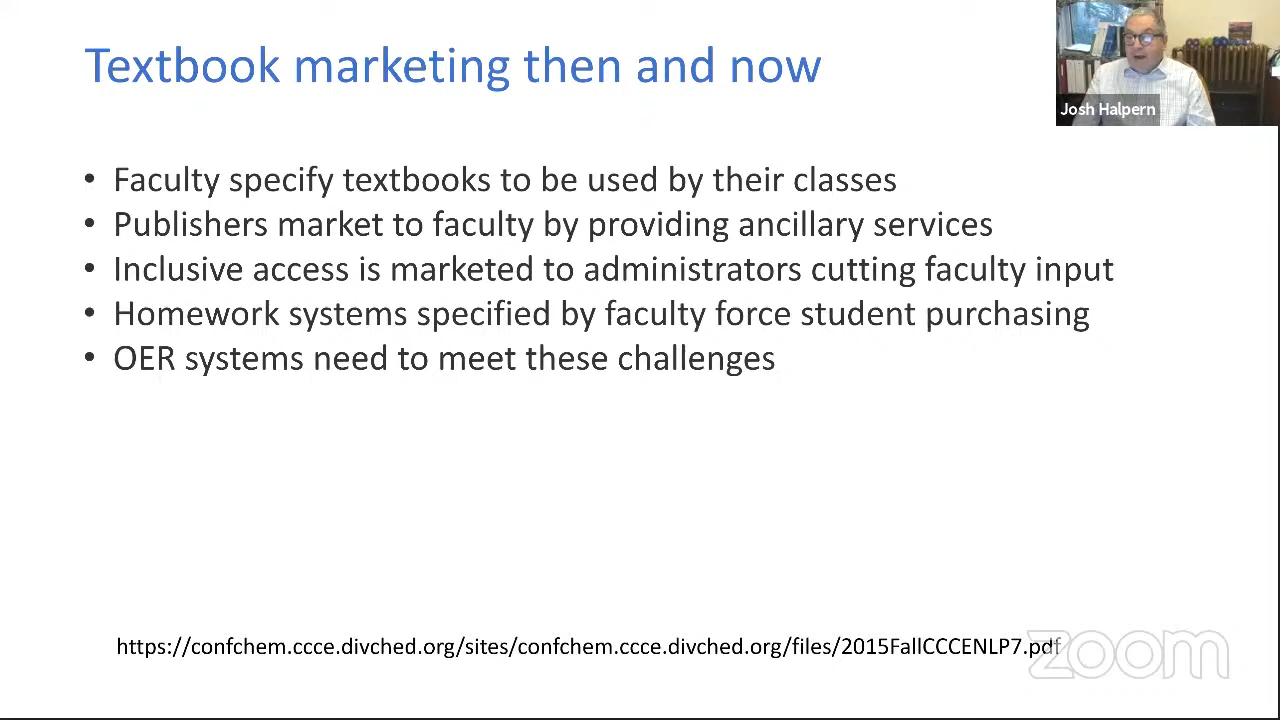 Textbook marketing then and now
Josh Halpern
• Faculty specify textbooks to be used by their classes
• Publishers market to faculty by providing ancillary services
• Inclusive access is marketed to administrators cutting faculty input
• Homework systems specified by faculty force student purchasing
• OER systems need to meet these challenges
https://confchem.ccce.divched.org/sites/confchem.ccce.divched.org/files/2015FallCCCENLP7.pdf
zoom